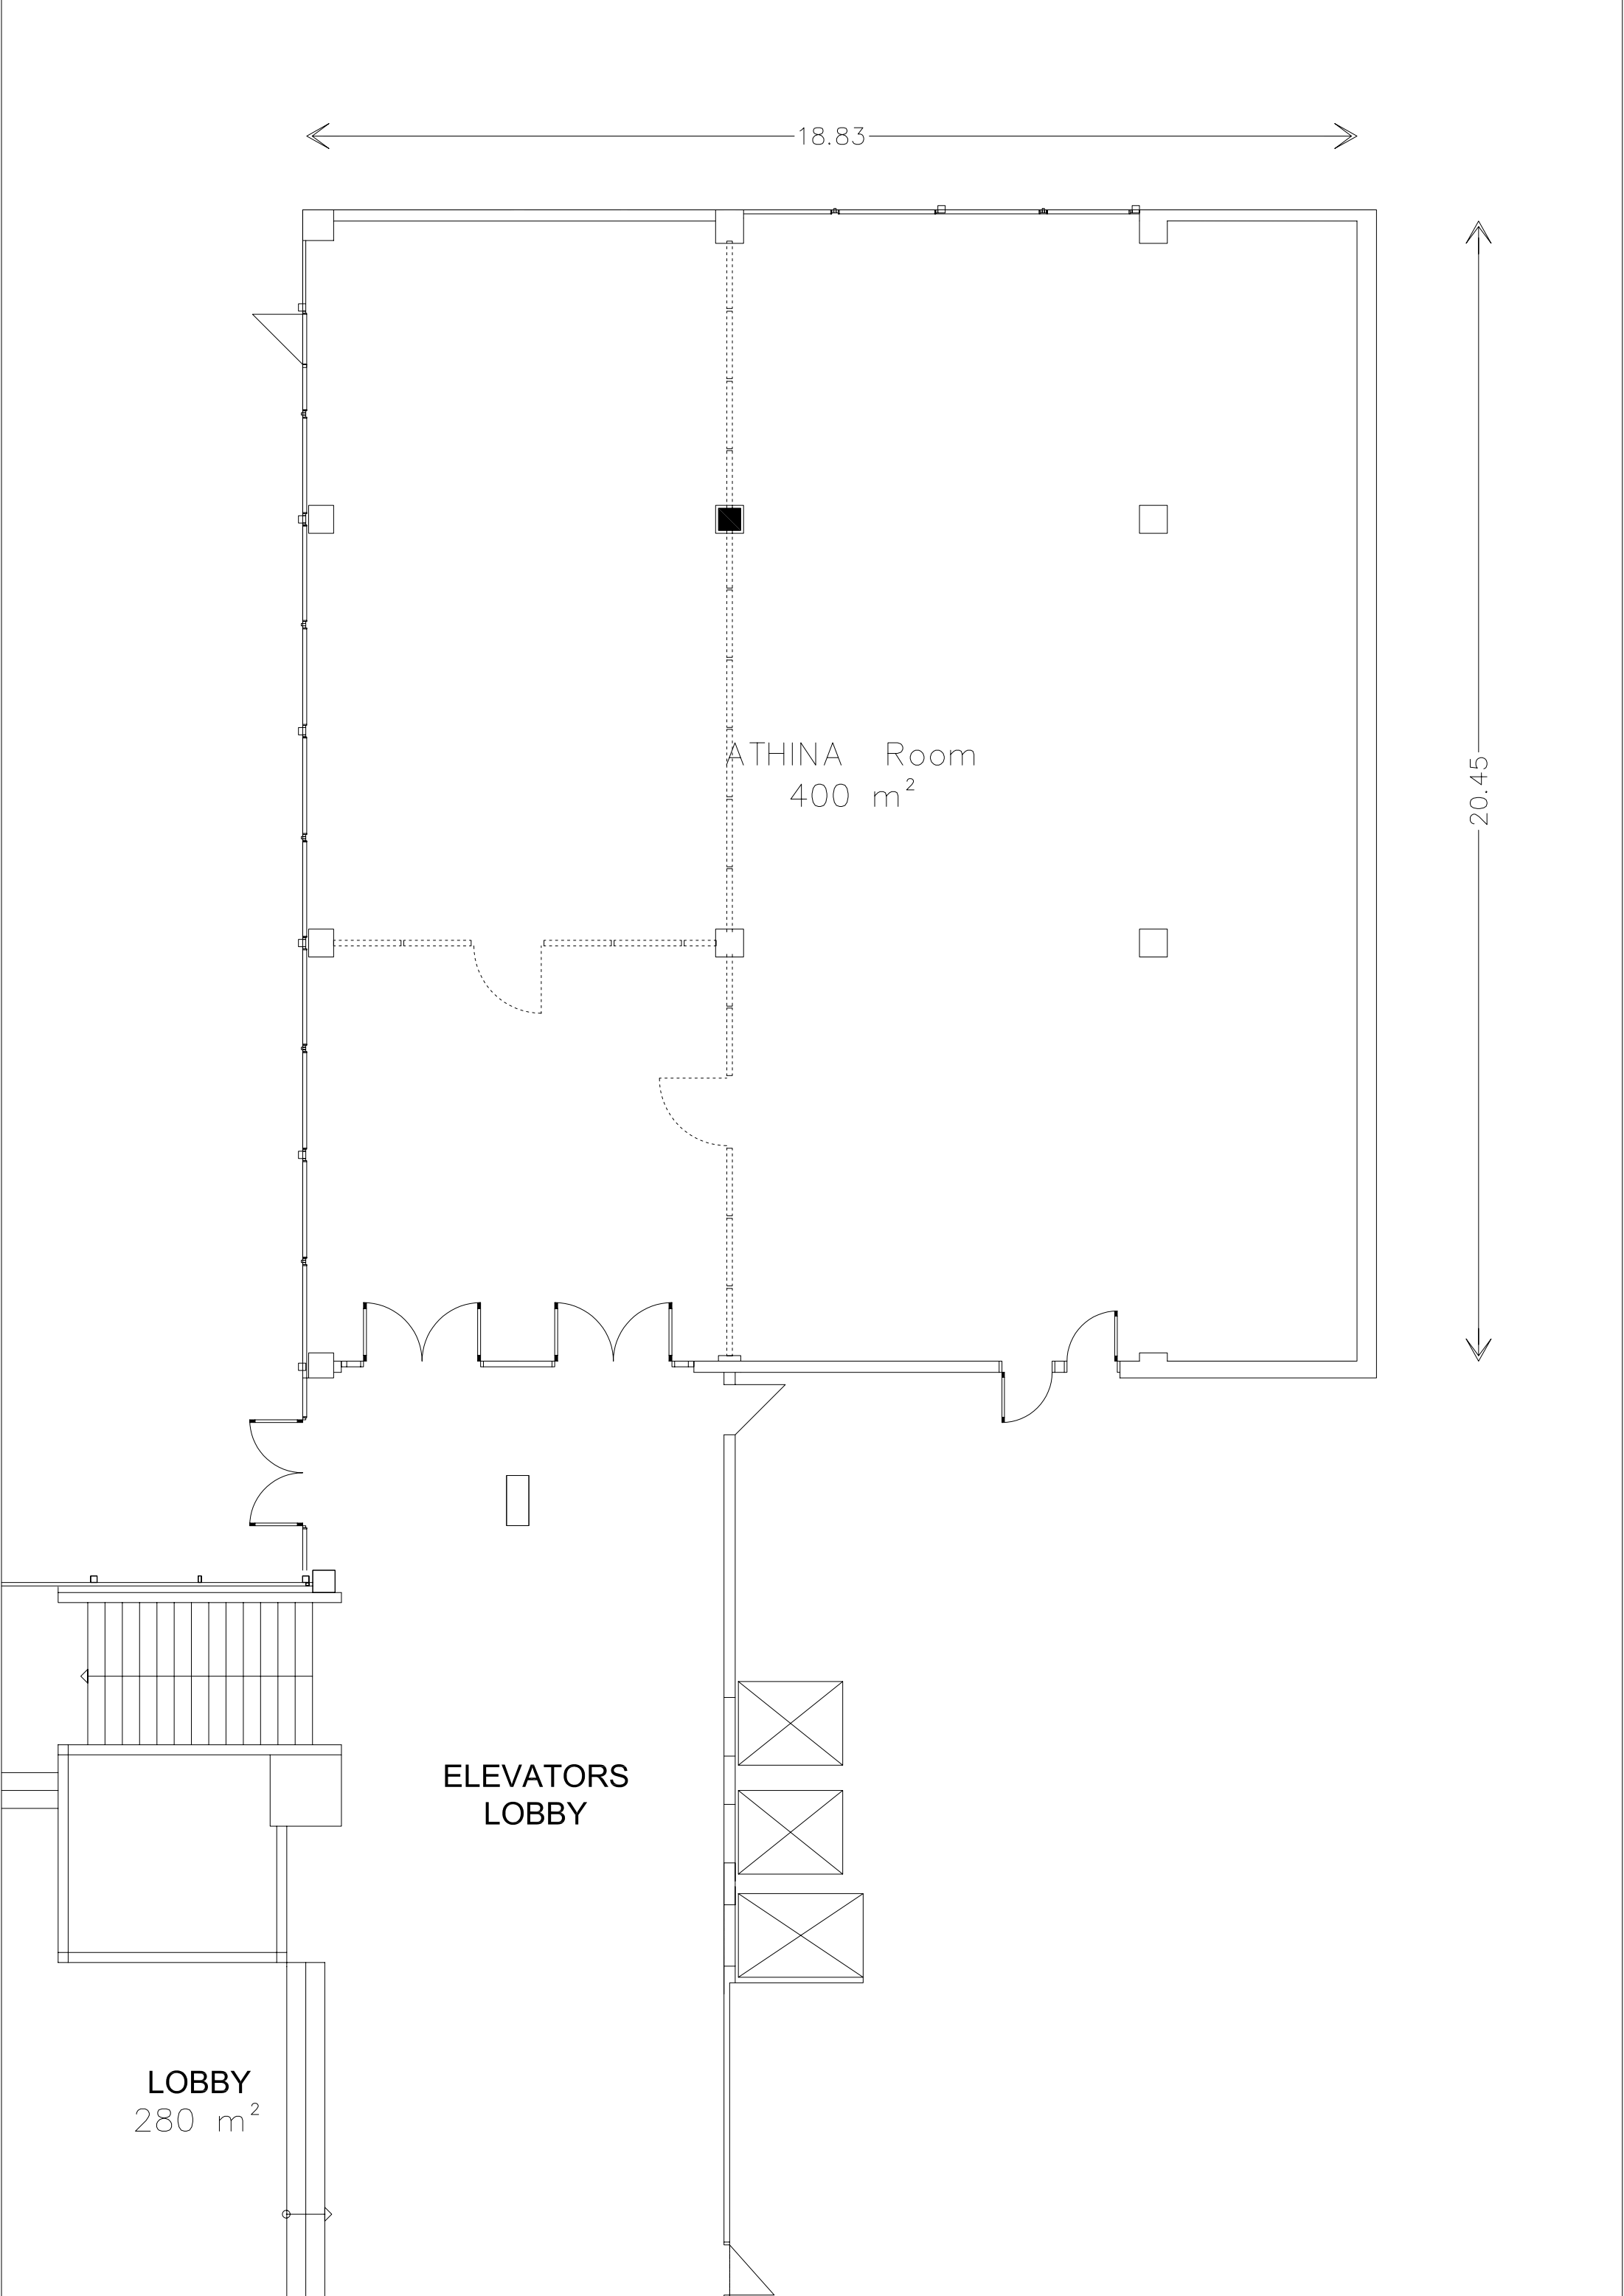 18.83
ATHINA Room
400 m²
20.45
ELEVATORS
LOBBY
LOBBY
280 m²